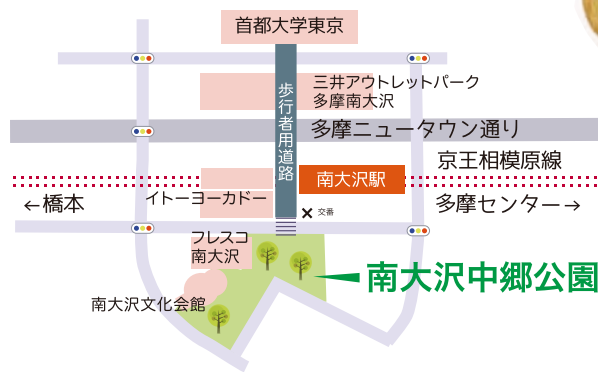 首都大学東京
三井アウトレットパーク
多摩南大沢
歩行者用道路
多摩ニュータウン通り
京王相模原線
南大沢駅
イトーヨーカドー
←橋本
多摩センター→
交番
フレスコ
南大沢
南大沢中郷公園
南大沢文化会館